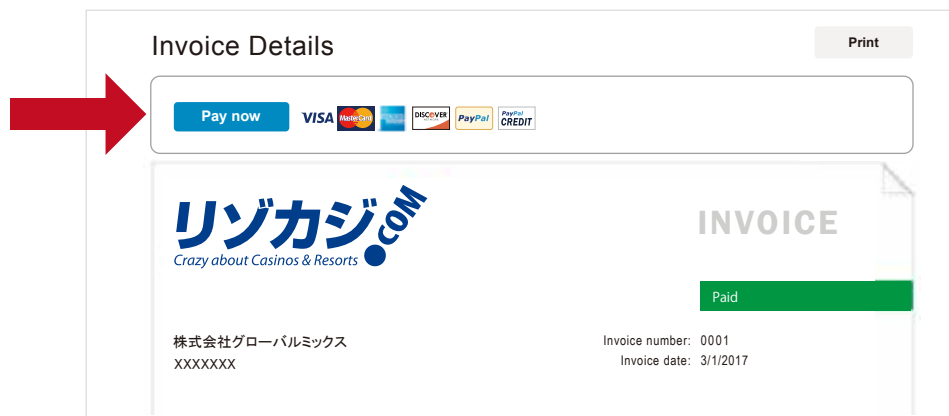 Invoice Details
Print
Pay now VISA MasterCard DISCOVER PayPal PayPal CREDIT
リゾカジ.COM
Crazy about Casinos & Resorts
INVOICE
Paid
株式会社グローバルミックス
XXXXXXX
Invoice number: 0001
Invoice date: 3/1/2017